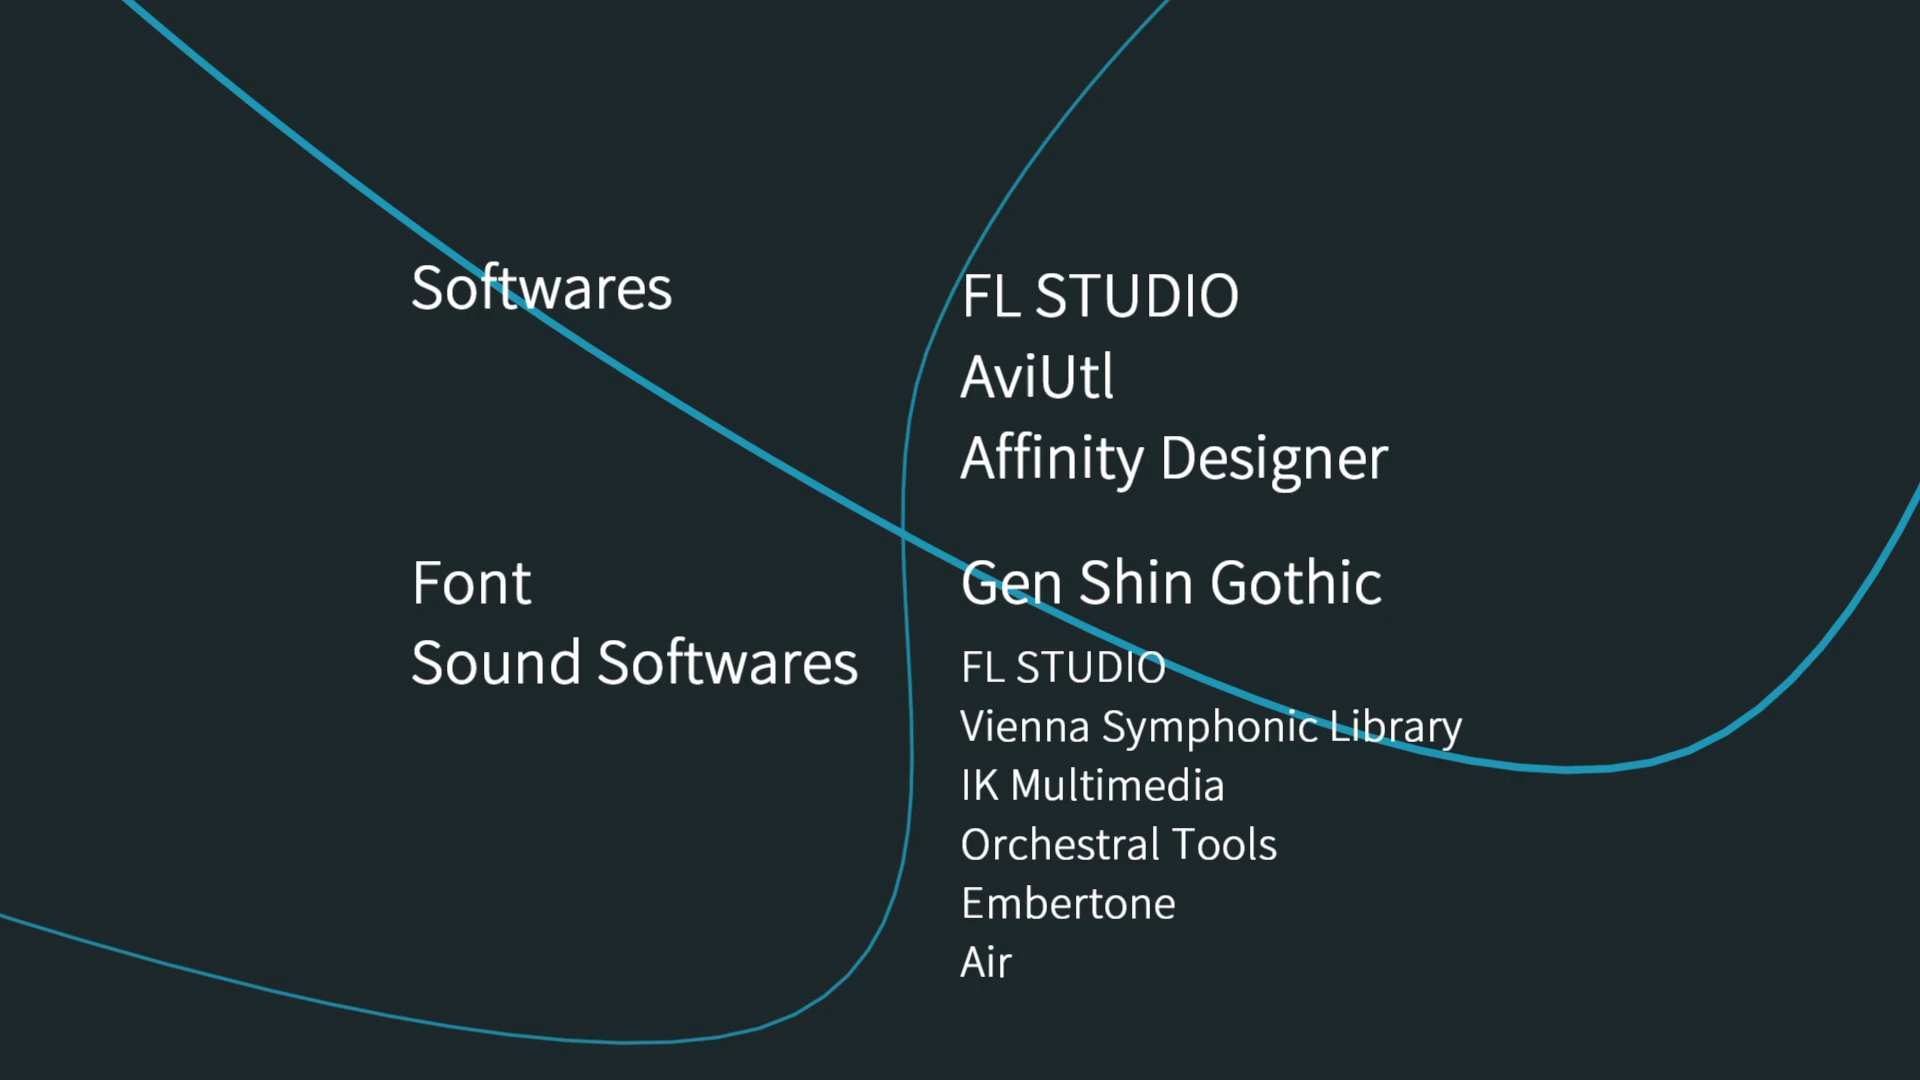 Softwares
FL STUDIO
AviUtl
Affinity Designer
Font
Gen Shin Gothic
Sound Softwares
FL STUDIO
Vienna Symphonic Library
IK Multimedia
Orchestral Tools
Embertone
Air